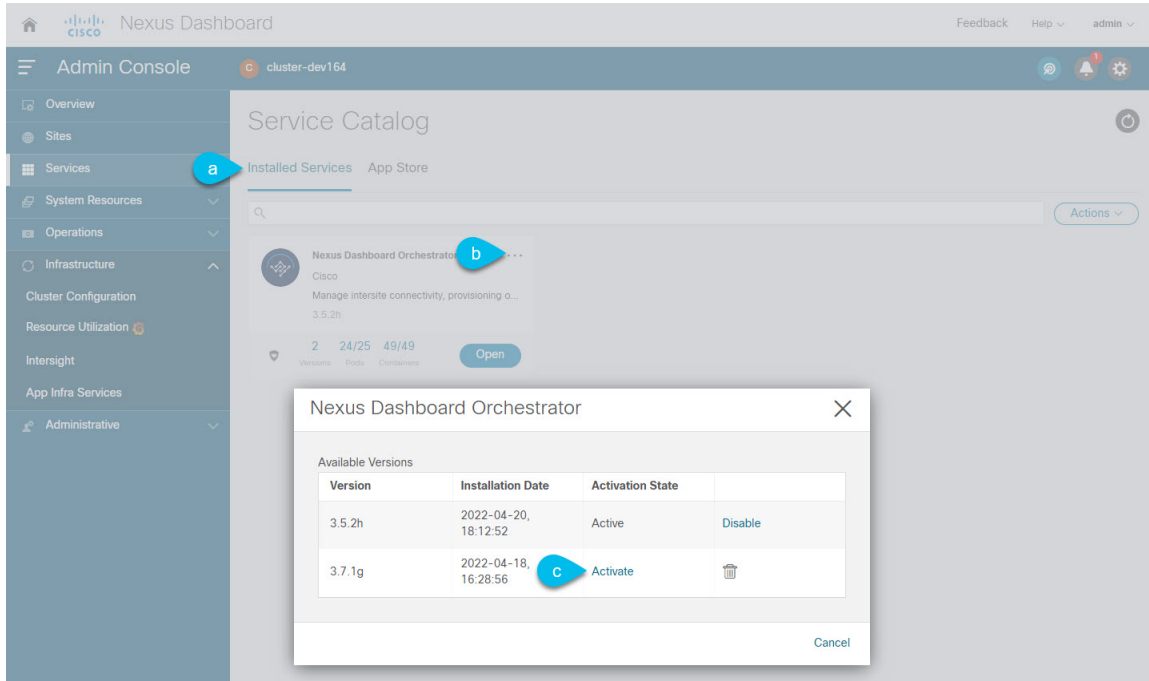 cisco Nexus Dashboard Feedback Help admin
Admin Console C cluster-dev164 1
Overview
Sites
Services
System Resources
Operations
Infrastructure
Cluster Configuration
Resource Utilization
Intersight
App Infra Services
Administrative
Service Catalog
a Installed Services App Store
Actions
Nexus Dashboard Orchestrator b ...
Cisco
Manage intersite connectivity, provisioning o...
3.5.2h
2 24/25 49/49
Versions Pods Containers
Open
Nexus Dashboard Orchestrator
Available Versions
Version Installation Date Activation State
3.5.2h 2022-04-20, Active Disable
18:12:52
3.7.1g 2022-04-18, c Activate
16:28:56
Cancel